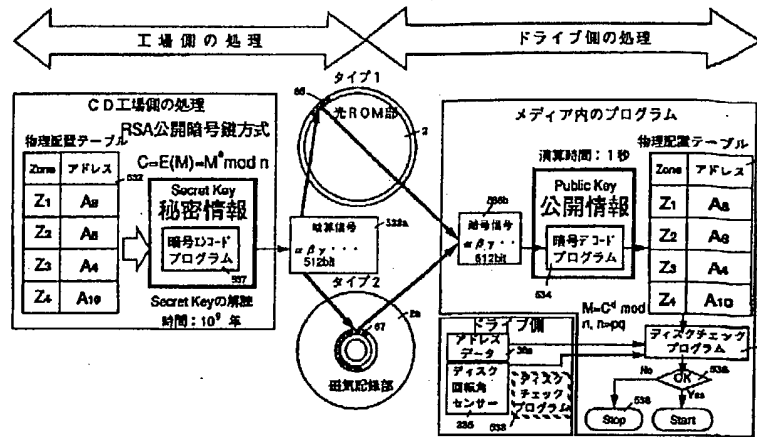 工場側の処理
ドライブ側の処理
CD工場側の処理
物理配置テーブル
RSA公開暗号鍵方式
C=E(M)=M^e mod n
Zone アドレス
532
Z1
Z2
Z3
Z4 A10
Secret Key
秘密情報
暗号エンコード
プログラム
537
Secret Keyの解読
時間:10^9 年
タイプ1
光ROM部
2
α β γ ・・・
512bit
タイプ2
67
磁気記録部
メディア内のプログラム
演算時間:1秒
暗号信号
α β γ ・・
512bit
Public Key
公開情報
暗号デコード
プログラム
534
物理配置テーブル
Zone アドレス
Z1
Z2
Z3 A4
Z4 A10
M=C^d mod
n, n=pq
ドライブ側
アドレス
データ
ディスク
回転角
センサー
335
ディスク
チェック
プログラム
533
ディスクチェック
プログラム
No
OK
Yes
Stop
Start